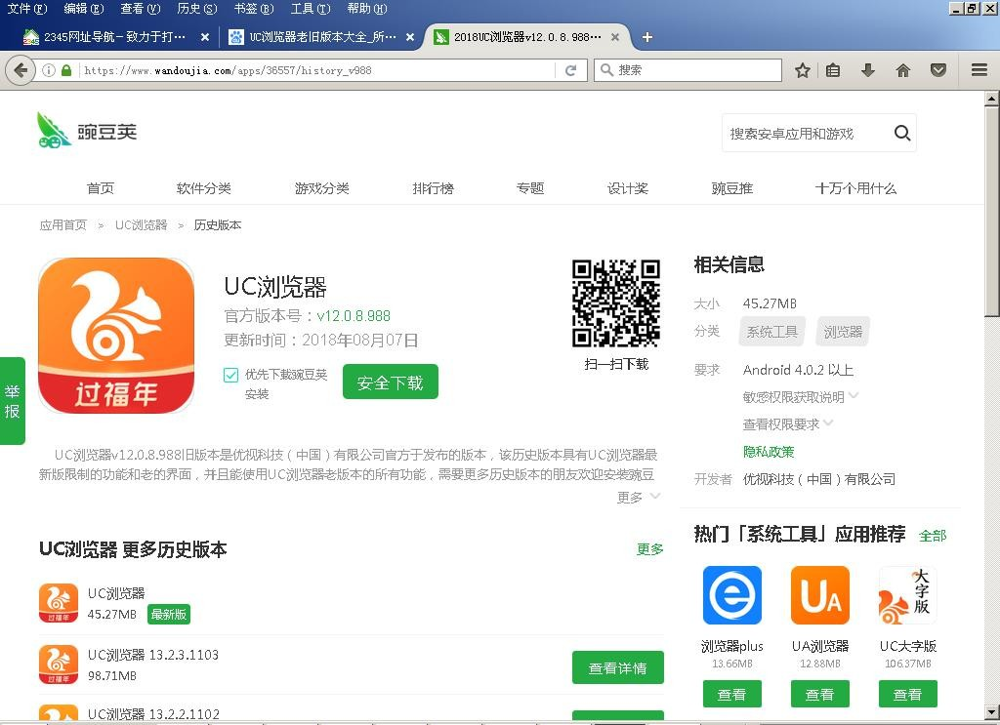 文件(F) 编辑(E) 查看(V) 历史(S) 书签(B) 工具(T) 帮助(H)
2345网址导航－致力于打···
UC浏览器老旧版本大全_所···
2018UC浏览器v12.0.8.988···
https://www.wandoujia.com/apps/36557/history_v988
搜索
豌豆荚
搜索安卓应用和游戏
首页 软件分类 游戏分类 排行榜 专题 设计奖 豌豆推 十万个用什么
应用首页 > UC浏览器 > 历史版本
举报
过福年
UC浏览器
官方版本号：v12.0.8.988
更新时间：2018年08月07日
优先下载豌豆荚
安装
安全下载
扫一扫下载
UC浏览器v12.0.8.988旧版本是优视科技（中国）有限公司官方于发布的版本，该历史版本具有UC浏览器最
新版限制的功能和老的界面，并且能使用UC浏览器老版本的所有功能，需要更多历史版本的朋友欢迎安装豌豆
更多
UC浏览器 更多历史版本
更多
过福年
UC浏览器
45.27MB 最新版
过福年
UC浏览器 13.2.3.1103
98.71MB
查看详情
UC浏览器 13.2.2.1102
相关信息
大小 45.27MB
分类 系统工具 浏览器
要求 Android 4.0.2 以上
敏感权限获取说明
查看权限要求
隐私政策
开发者 优视科技（中国）有限公司
热门「系统工具」应用推荐 全部
UA
大字版
浏览器plus UA浏览器 UC大字版
13.66MB 12.88MB 106.37MB
查看 查看 查看